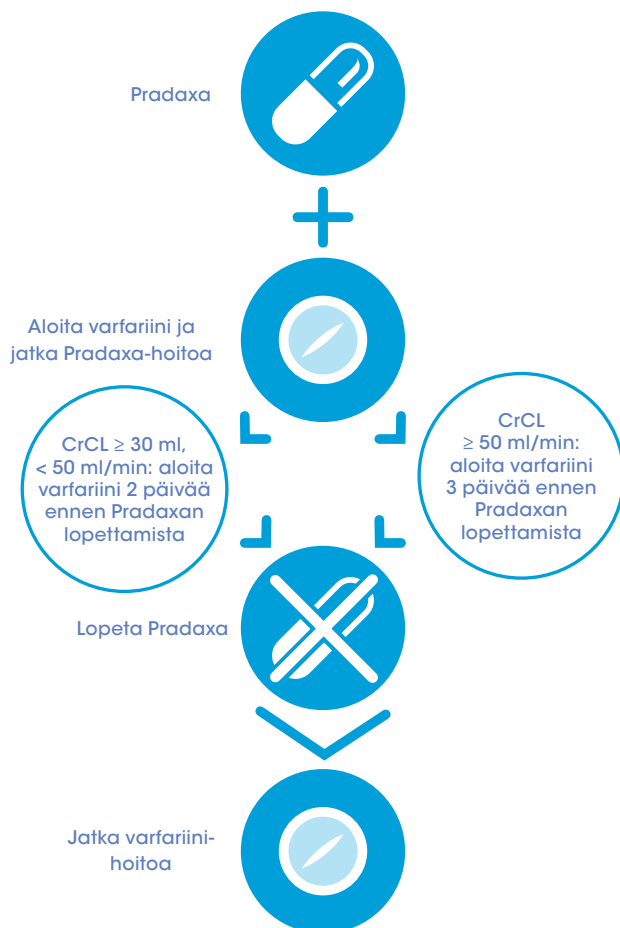 Pradaxa
Aloita varfariini ja
jatka Pradaxa-hoitoa
CrCL ≥ 30 ml,
< 50 ml/min: aloita
varfariini 2 päivää
ennen Pradaxan
lopettamista
CrCL
≥ 50 ml/min:
aloita varfariini
3 päivää ennen
Pradaxan
lopettamista
Lopeta Pradaxa
Jatka varfariini-
hoitoa